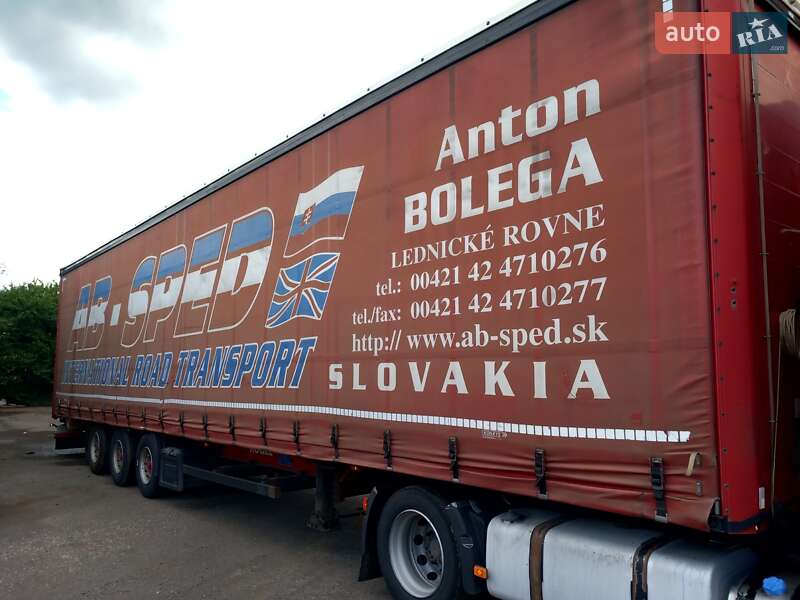 auto RIA .com
Anton
BOLEGA
LEDNICKÉ ROVNE
tel.: 00421 42 4710276
tel./fax: 00421 42 4710277
http// www.ab-sped.sk
SLOVAKIA
AB. SPED
INTERNATIONAL ROAD TRANSPORT